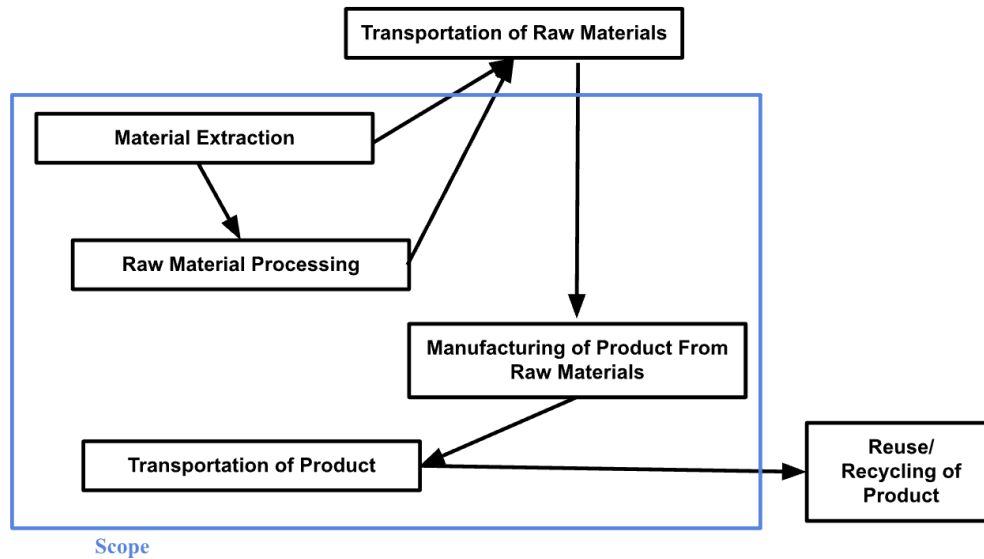 Transportation of Raw Materials
Material Extraction
Raw Material Processing
Manufacturing of Product From
Raw Materials
Transportation of Product
Reuse/
Recycling of
Product
Scope